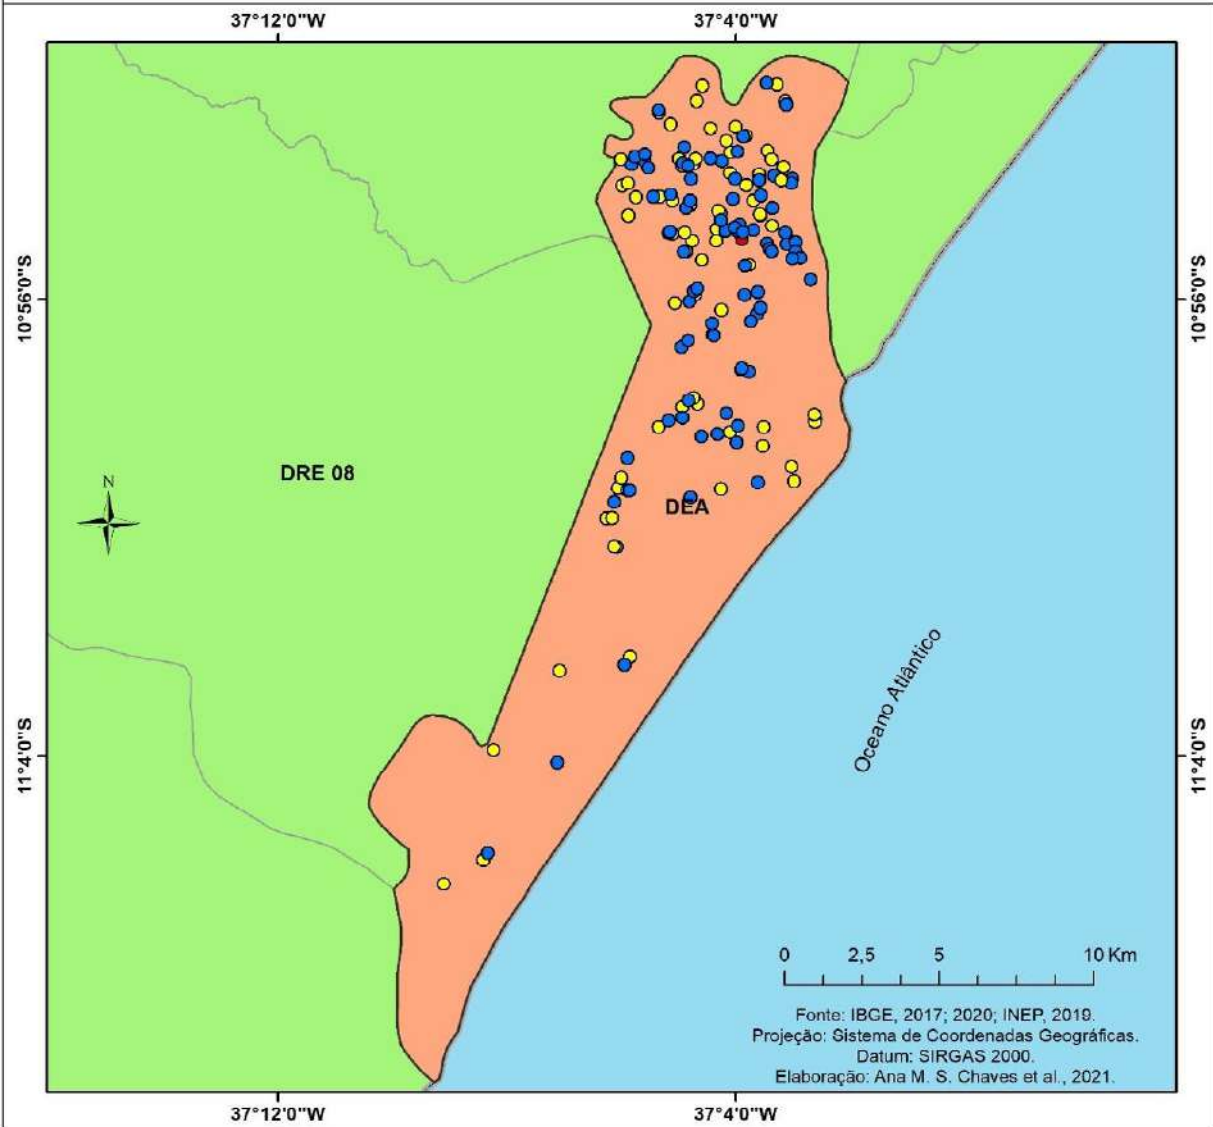 37°12'0"W 37°4'0"W
10°56'0"S 10°56'0"S
DRE 08
N
DEA
Oceano Atlântico
11°4'0"S 11°4'0"S
0 2,5 5 10 Km
Fonte: IBGE, 2017; 2020; INEP, 2019.
Projeção: Sistema de Coordenadas Geográficas.
Datum: SIRGAS 2000.
Elaboração: Ana M. S. Chaves et al., 2021.
37°12'0"W 37°4'0"W